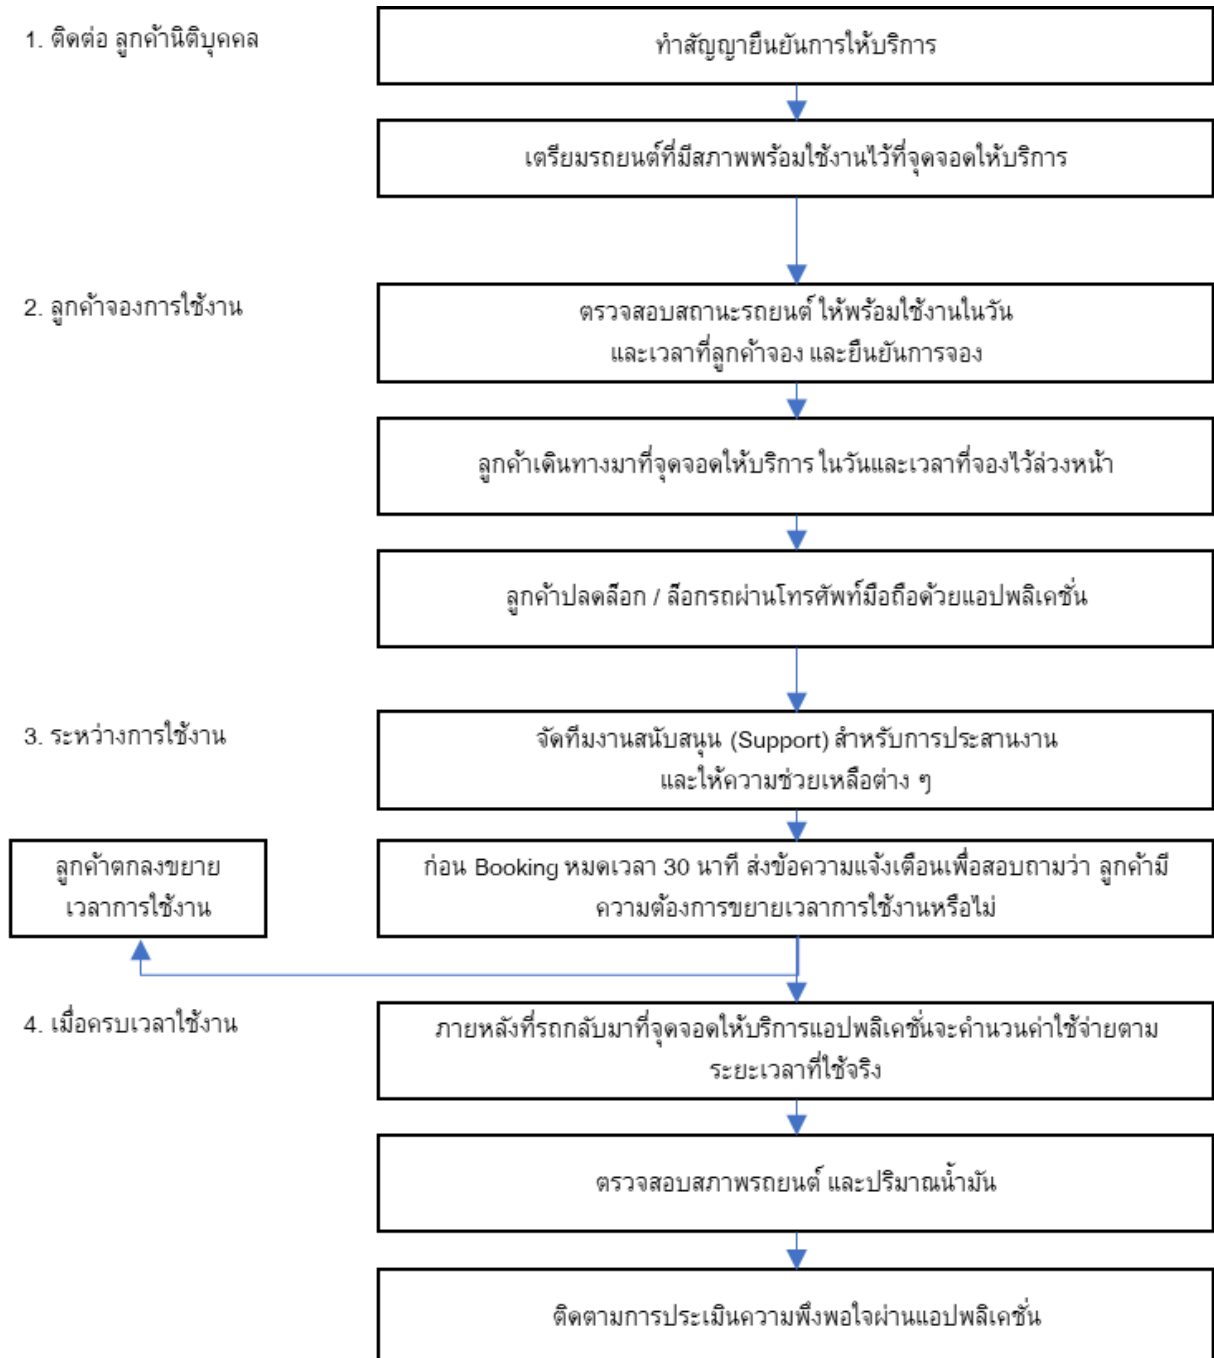 1. ติดต่อ ลูกค้านิติบุคคล
ทำสัญญายืนยันการให้บริการ
เตรียมรถยนต์ที่มีสภาพพร้อมใช้งานไว้ที่จุดจอดให้บริการ
2. ลูกค้าจองการใช้งาน
ตรวจสอบสถานะรถยนต์ ให้พร้อมใช้งานในวัน
และเวลาที่ลูกค้าจอง และยืนยันการจอง
ลูกค้าเดินทางมาที่จุดจอดให้บริการ ในวันและเวลาที่จองไว้ล่วงหน้า
ลูกค้าปลดล็อก / ล็อกรถผ่านโทรศัพท์มือถือด้วยแอปพลิเคชั่น
3. ระหว่างการใช้งาน
จัดทีมงานสนับสนุน (Support) สำหรับการประสานงาน
และให้ความช่วยเหลือต่าง ๆ
ลูกค้าตกลงขยาย
เวลาการใช้งาน
ก่อน Booking หมดเวลา 30 นาที ส่งข้อความแจ้งเตือนเพื่อสอบถามว่า ลูกค้ามี
ความต้องการขยายเวลาการใช้งานหรือไม่
4. เมื่อครบเวลาใช้งาน
ภายหลังที่รถกลับมาที่จุดจอดให้บริการแอปพลิเคชั่นจะคำนวนค่าใช้จ่ายตาม
ระยะเวลาที่ใช้จริง
ตรวจสอบสภาพรถยนต์ และปริมาณน้ำมัน
ติดตามการประเมินความพึงพอใจผ่านแอปพลิเคชั่น